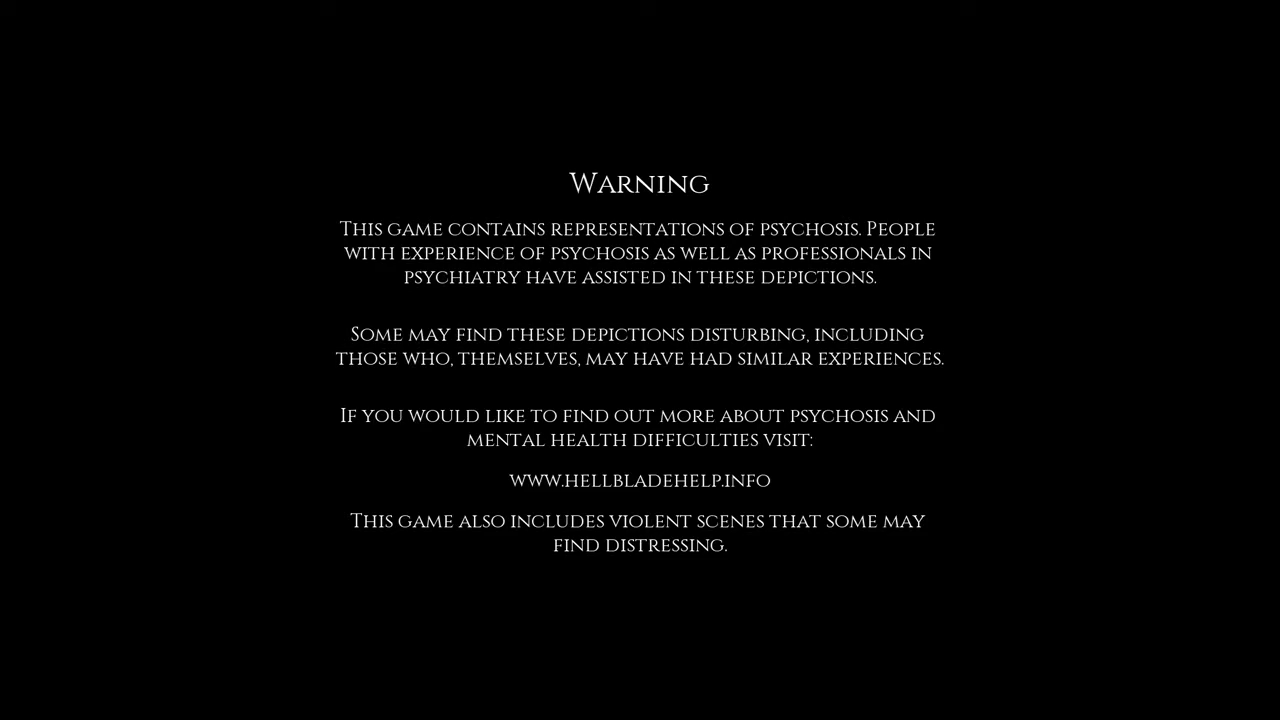 Warning
This game contains representations of psychosis. People
with experience of psychosis as well as professionals in
psychiatry have assisted in these depictions.
Some may find these depictions disturbing, including
those who, themselves, may have had similar experiences.
If you would like to find out more about psychosis and
mental health difficulties visit:
www.hellbladehelp.info
This game also includes violent scenes that some may
find distressing.